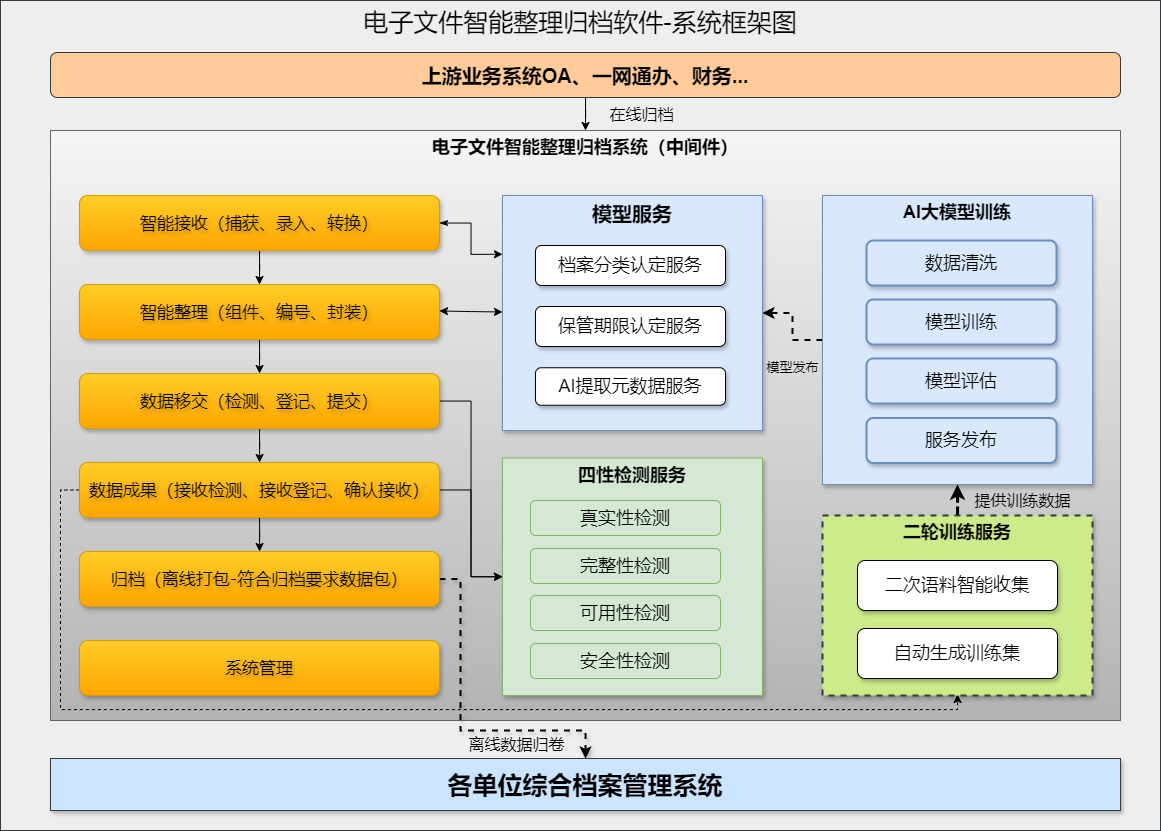 电子文件智能整理归档软件-系统框架图
上游业务系统OA、一网通办、财务...
在线归档
电子文件智能整理归档系统（中间件）
智能接收（捕获、录入、转换）
智能整理（组件、编号、封装）
数据移交（检测、登记、提交）
数据成果（接收检测、接收登记、确认接收）
归档（离线打包-符合归档要求数据包）
系统管理
模型服务
档案分类认定服务
保管期限认定服务
AI提取元数据服务
四性检测服务
真实性检测
完整性检测
可用性检测
安全性检测
模型发布
AI大模型训练
数据清洗
模型训练
模型评估
服务发布
提供训练数据
二轮训练服务
二次语料智能收集
自动生成训练集
离线数据归卷
各单位综合档案管理系统